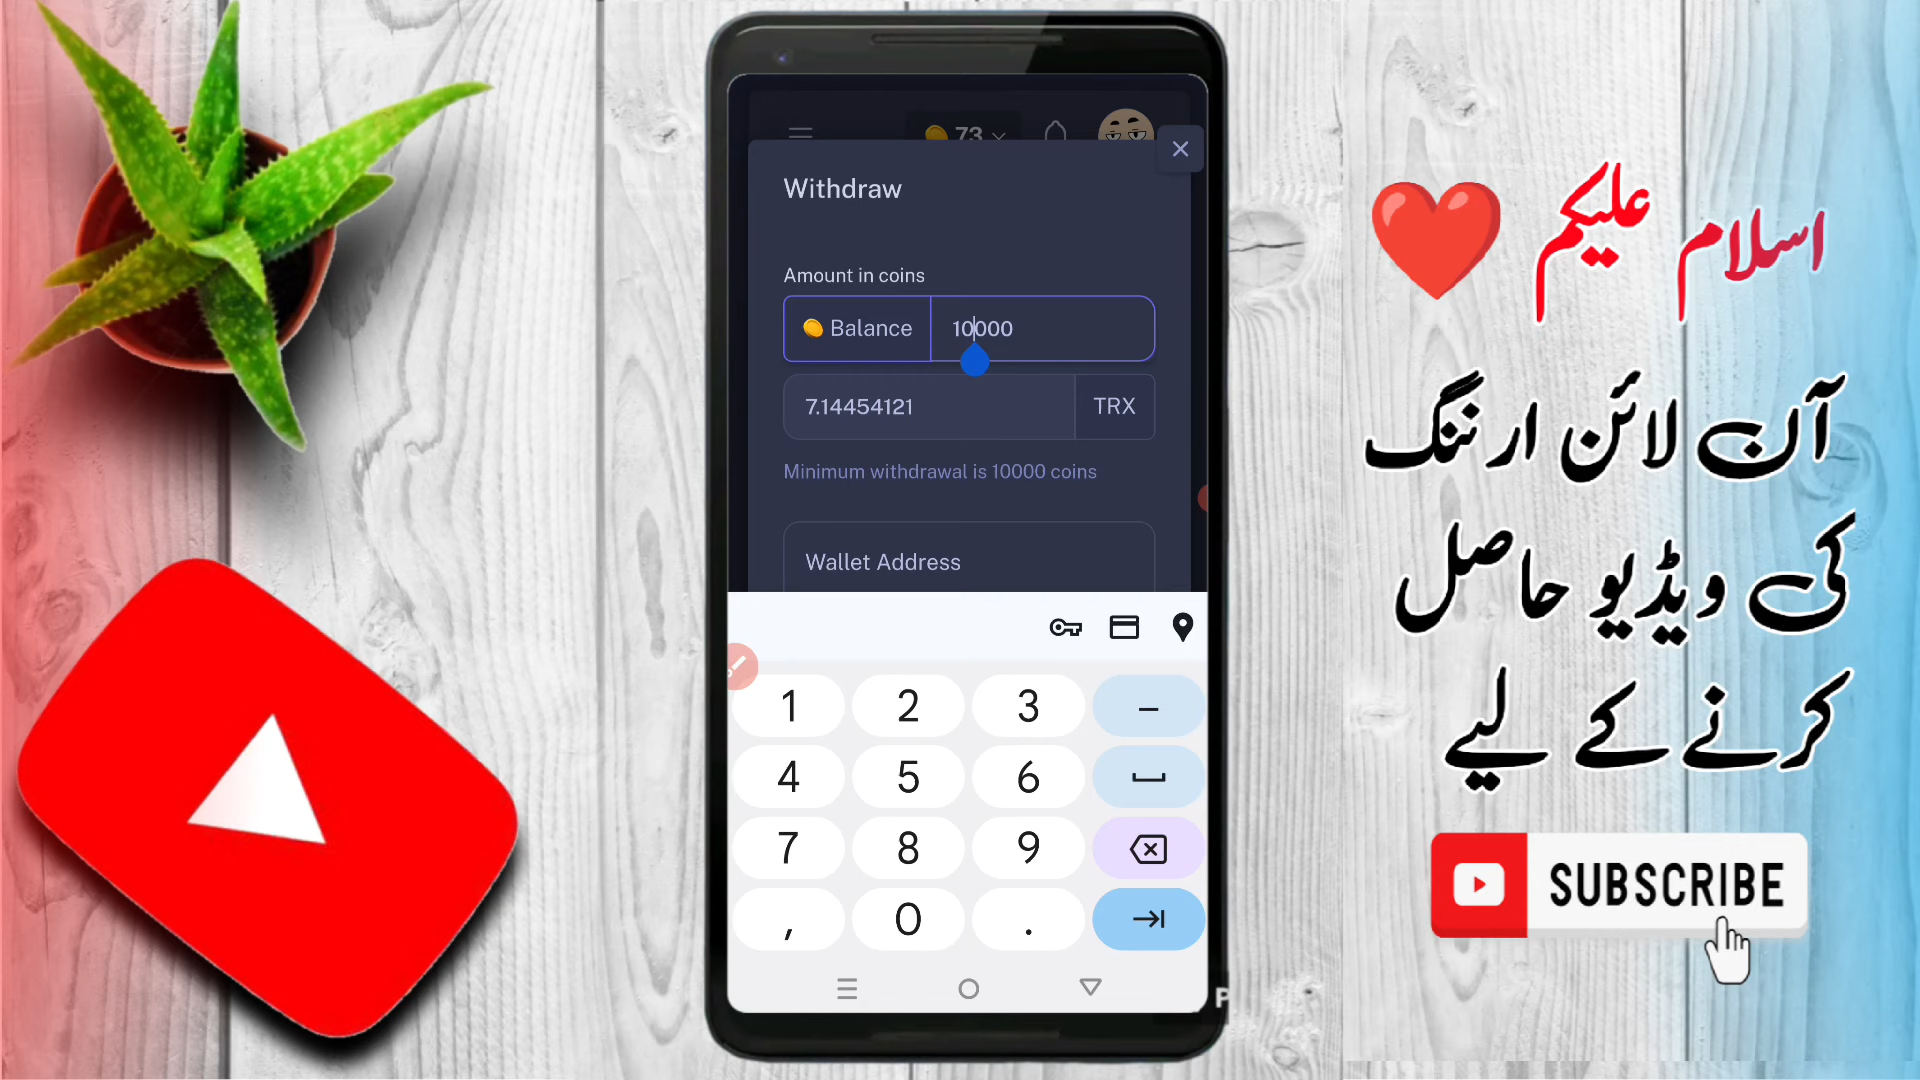 73
Withdraw
Amount in coins
Balance
10000
7.14454121
TRX
Minimum withdrawal is 10000 coins
Wallet Address
1 2 3 –
4 5 6
7 8 9
, 0 .
P
اسلام علیکم
آن لائن ارننگ
کی ویڈیو حاصل
کرنے کے لیے
SUBSCRIBE